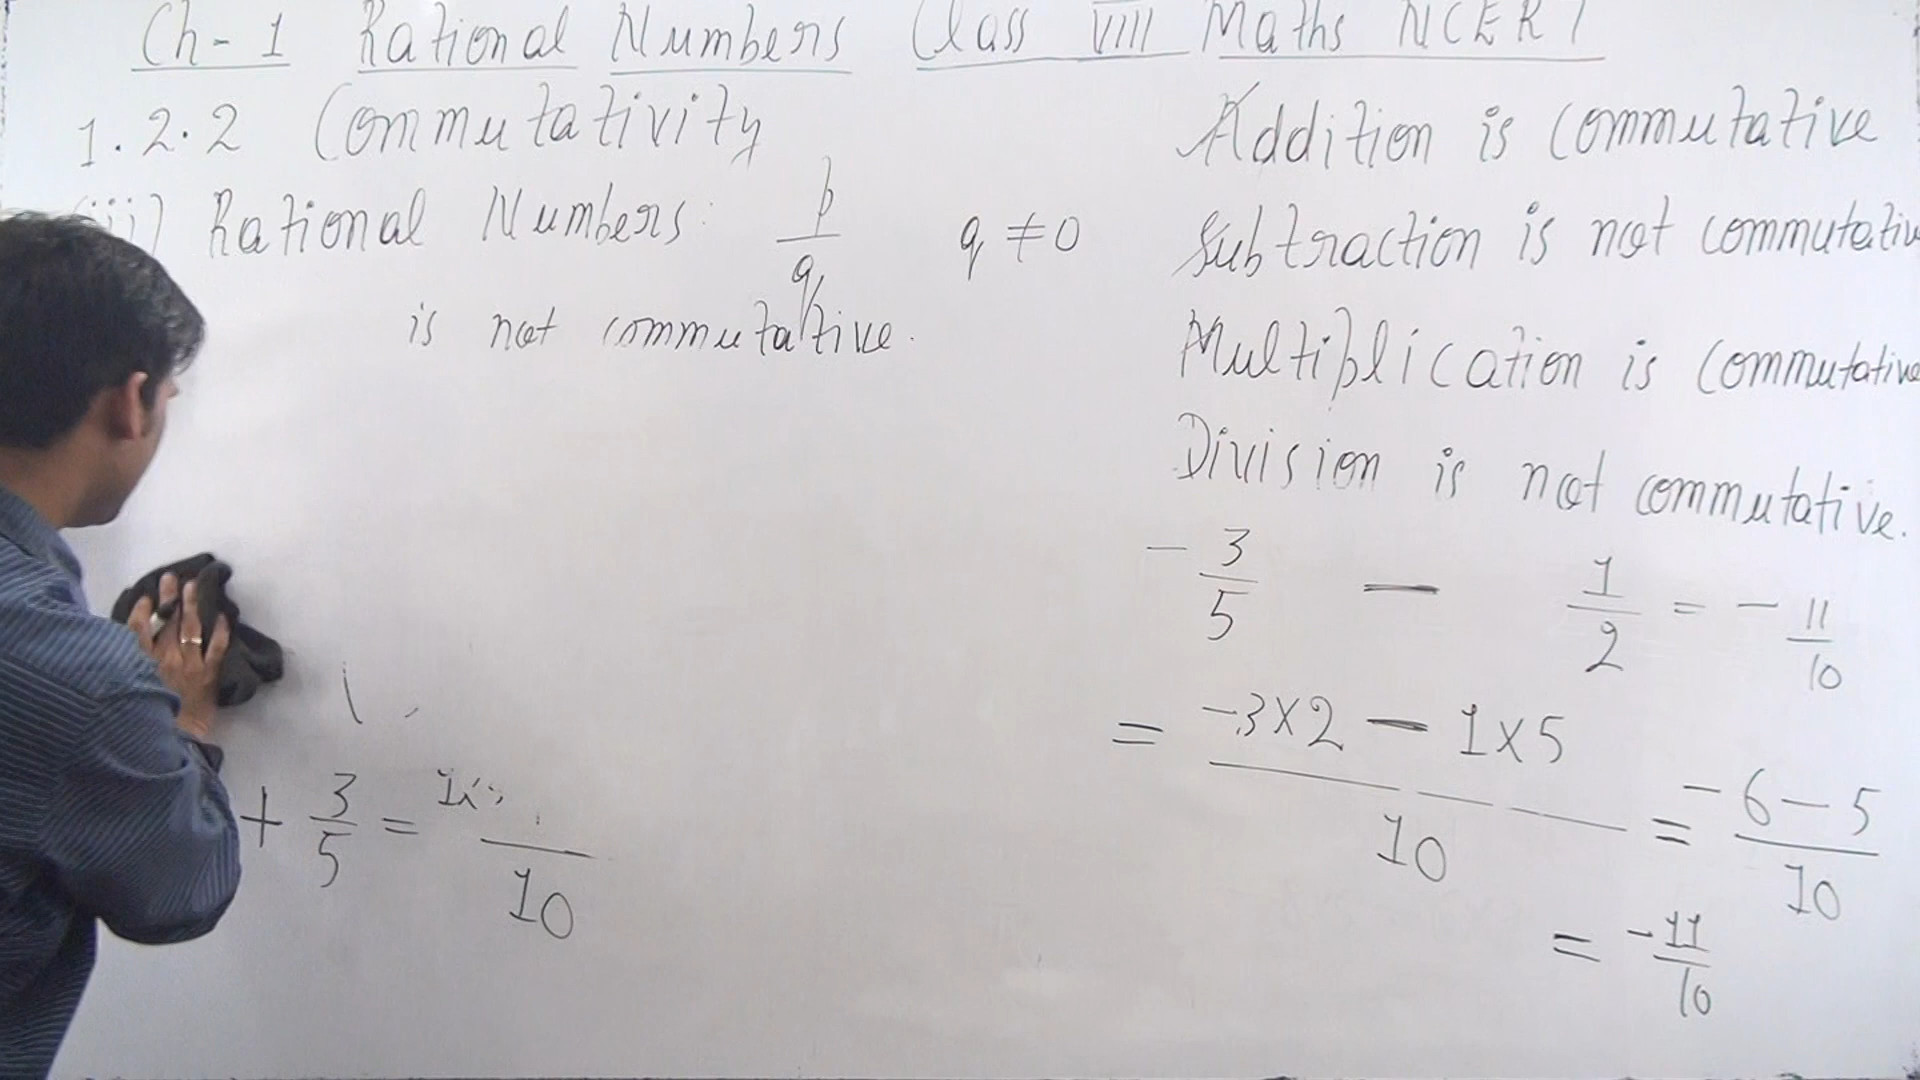 Ch-1 Rational Numbers Class VIII Maths NCERT
1.2.2 Commutativity
(iii) Rational Numbers: p/q q ≠ 0
is not commutative.
Addition is commutative
Subtraction is not commutative
Multiplication is commutative
Division is not commutative.
- 3/5 - 1/2 = - 11/10
= (-3×2 - 1×5)/10 = (-6-5)/10
= -11/10
+ 3/5 = /10